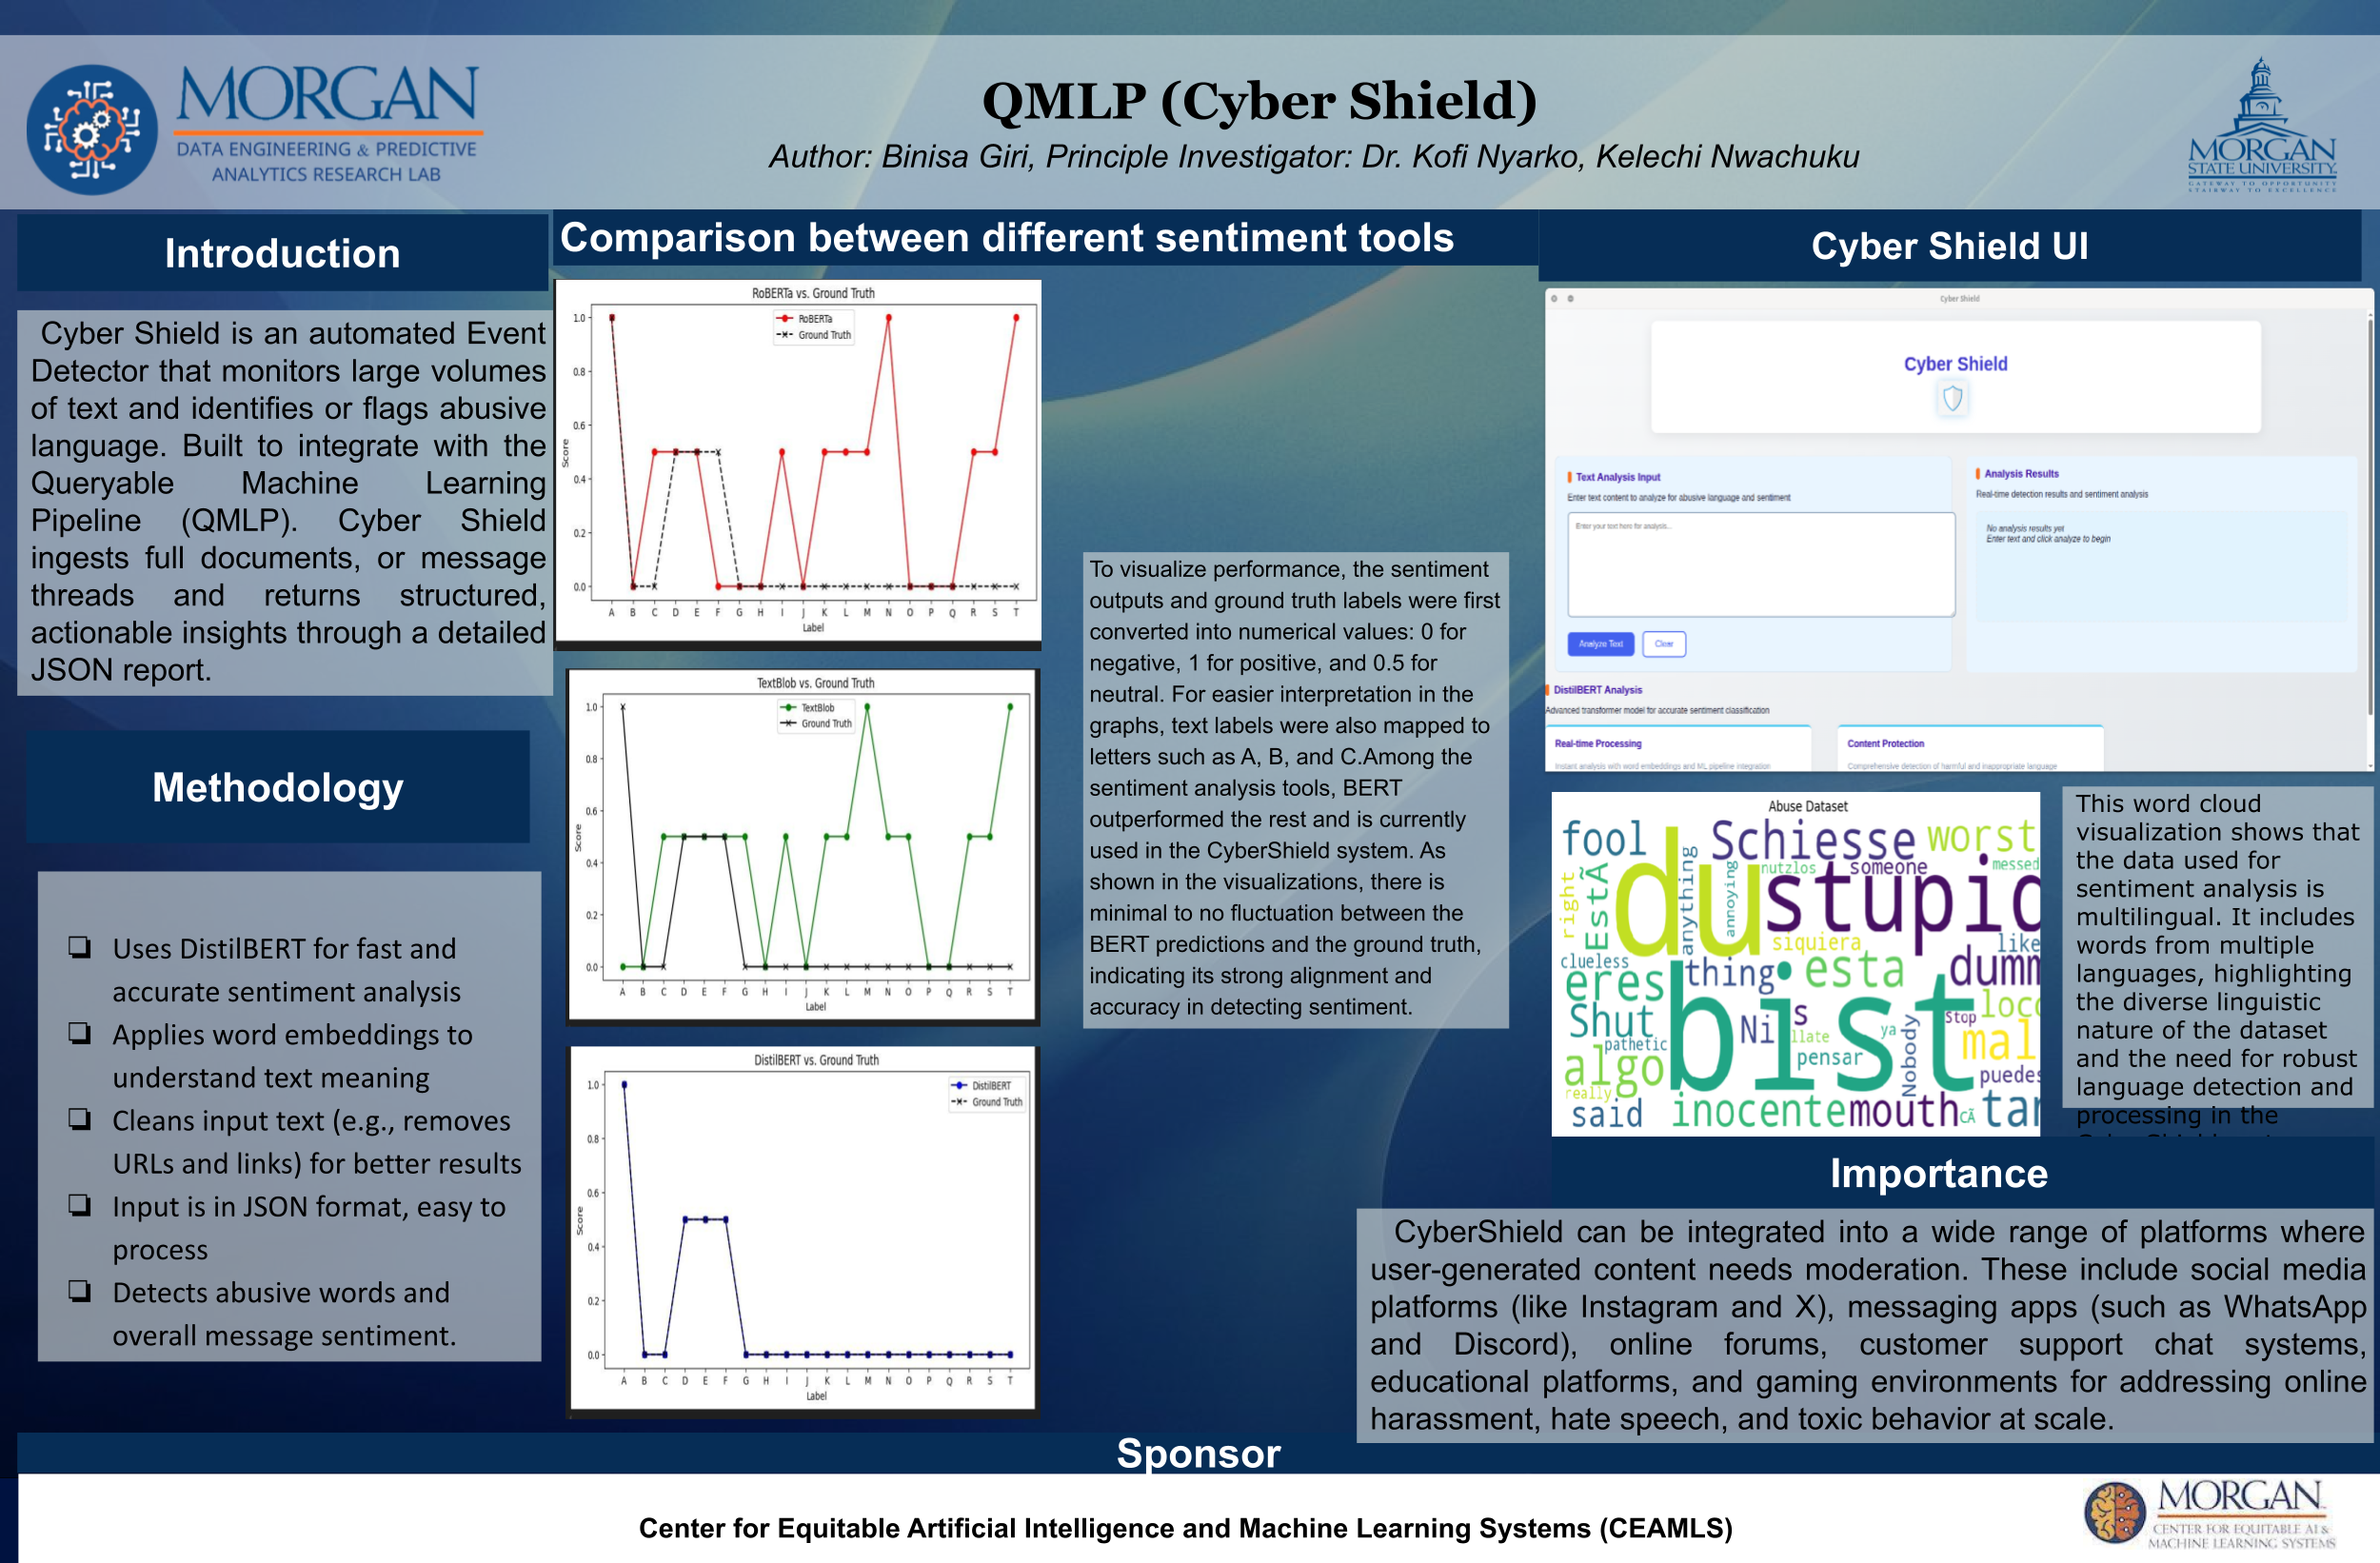 MORGAN
DATA ENGINEERING & PREDICTIVE
ANALYTICS RESEARCH LAB
QMLP (Cyber Shield)
Author: Binisa Giri, Principle Investigator: Dr. Kofi Nyarko, Kelechi Nwachuku
MORGAN
STATE UNIVERSITY
GATEWAY TO OPPORTUNITY
STAIRWAY TO EXCELLENCE
Introduction
Cyber Shield is an automated Event
Detector that monitors large volumes
of text and identifies or flags abusive
language. Built to integrate with the
Queryable Machine Learning
Pipeline (QMLP). Cyber Shield
ingests full documents, or message
threads and returns structured,
actionable insights through a detailed
JSON report.
Methodology
❏ Uses DistilBERT for fast and
accurate sentiment analysis
❏ Applies word embeddings to
understand text meaning
❏ Cleans input text (e.g., removes
URLs and links) for better results
❏ Input is in JSON format, easy to
process
❏ Detects abusive words and
overall message sentiment.
Comparison between different sentiment tools
RoBERTa vs. Ground Truth
RoBERTa
Ground Truth
1.0
0.8
0.6
0.4
0.2
0.0
Score
A B C D E F G H I J K L M N O P Q R S T
Label
TextBlob vs. Ground Truth
TextBlob
Ground Truth
1.0
0.8
0.6
0.4
0.2
0.0
Score
A B C D E F G H I J K L M N O P Q R S T
Label
DistilBERT vs. Ground Truth
DistilBERT
Ground Truth
1.0
0.8
0.6
0.4
0.2
0.0
Score
A B C D E F G H I J K L M N O P Q R S T
Label
To visualize performance, the sentiment
outputs and ground truth labels were first
converted into numerical values: 0 for
negative, 1 for positive, and 0.5 for
neutral. For easier interpretation in the
graphs, text labels were also mapped to
letters such as A, B, and C.Among the
sentiment analysis tools, BERT
outperformed the rest and is currently
used in the CyberShield system. As
shown in the visualizations, there is
minimal to no fluctuation between the
BERT predictions and the ground truth,
indicating its strong alignment and
accuracy in detecting sentiment.
Cyber Shield UI
Cyber Shield
Cyber Shield
Text Analysis Input
Enter text content to analyze for abusive language and sentiment
Enter your text here for analysis...
Analyze Text
Clear
Analysis Results
Real-time detection results and sentiment analysis
No analysis results yet
Enter text and click analyze to begin
DistilBERT Analysis
Advanced transformer model for accurate sentiment classification
Real-time Processing
Instant analysis with word embeddings and ML pipeline integration
Content Protection
Comprehensive detection of harmful and inappropriate language
Abuse Dataset
fool
Schiesse
worst
nutzlos
someone
messed
right
EstÃ
du
anything
annoying
stupid
siquiera
like
clueless
eres
thing
esta
dumm
Shut
bist
Ni
s
Stop
loco
pathetic
llate
ya
mal
algo
pensar
Nobody
puedes
really
said
inocente
mouth
cÃ
tar
This word cloud
visualization shows that
the data used for
sentiment analysis is
multilingual. It includes
words from multiple
languages, highlighting
the diverse linguistic
nature of the dataset
and the need for robust
language detection and
processing in the
Importance
CyberShield can be integrated into a wide range of platforms where
user-generated content needs moderation. These include social media
platforms (like Instagram and X), messaging apps (such as WhatsApp
and Discord), online forums, customer support chat systems,
educational platforms, and gaming environments for addressing online
harassment, hate speech, and toxic behavior at scale.
Sponsor
Center for Equitable Artificial Intelligence and Machine Learning Systems (CEAMLS)
MORGAN
CENTER FOR EQUITABLE AI &
MACHINE LEARNING SYSTEMS